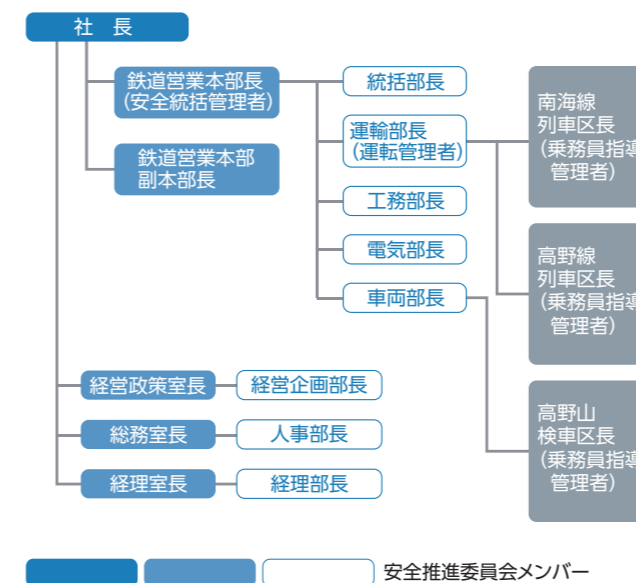 社 長
鉄道営業本部長
(安全統括管理者)
鉄道営業本部
副本部長
統括部長
運輸部長
(運転管理者)
工務部長
電気部長
車両部長
南海線
列車区長
(乗務員指導
管理者)
高野線
列車区長
(乗務員指導
管理者)
高野山
検車区長
(乗務員指導
管理者)
経営政策室長
経営企画部長
総務室長
人事部長
経理室長
経理部長
安全推進委員会メンバー